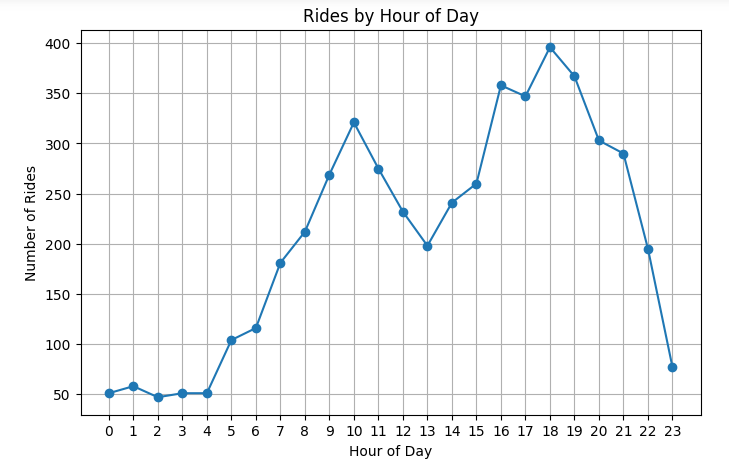 Rides by Hour of Day
400
350
300
250
200
150
100
50
Number of Rides
0 1 2 3 4 5 6 7 8 9 10 11 12 13 14 15 16 17 18 19 20 21 22 23
Hour of Day